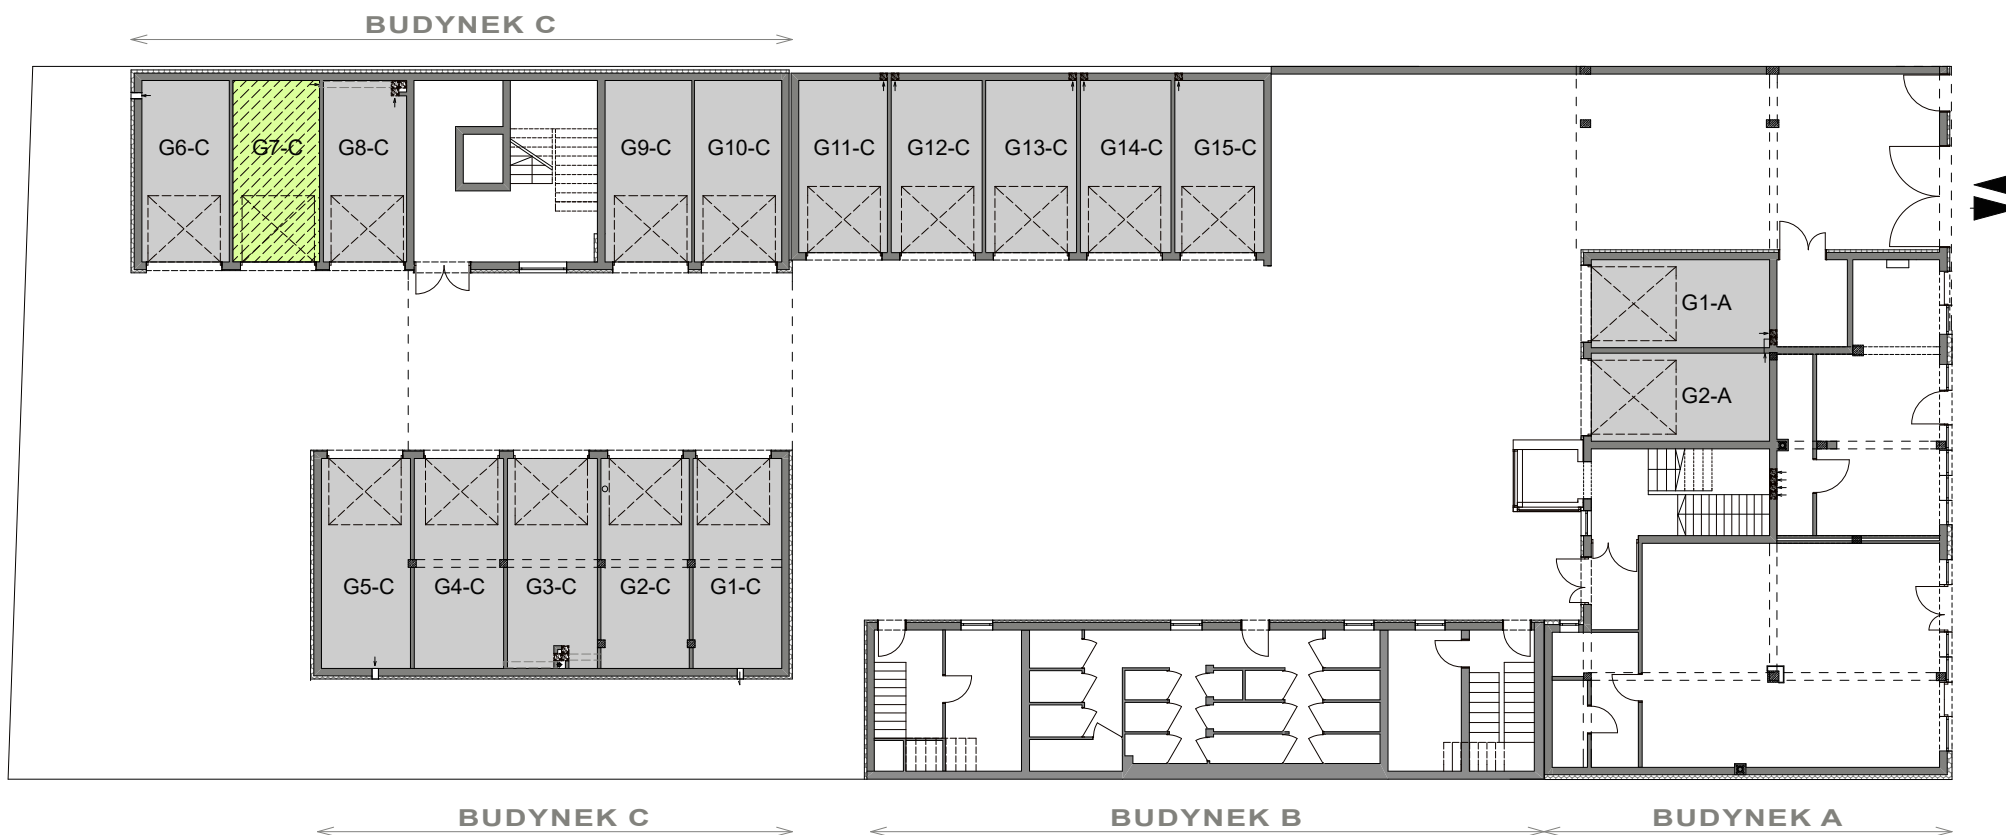 BUDYNEK C
G6-C G7-C G8-C G9-C G10-C G11-C G12-C G13-C G14-C G15-C
G1-A
G2-A
G5-C G4-C G3-C G2-C G1-C
BUDYNEK C BUDYNEK B BUDYNEK A